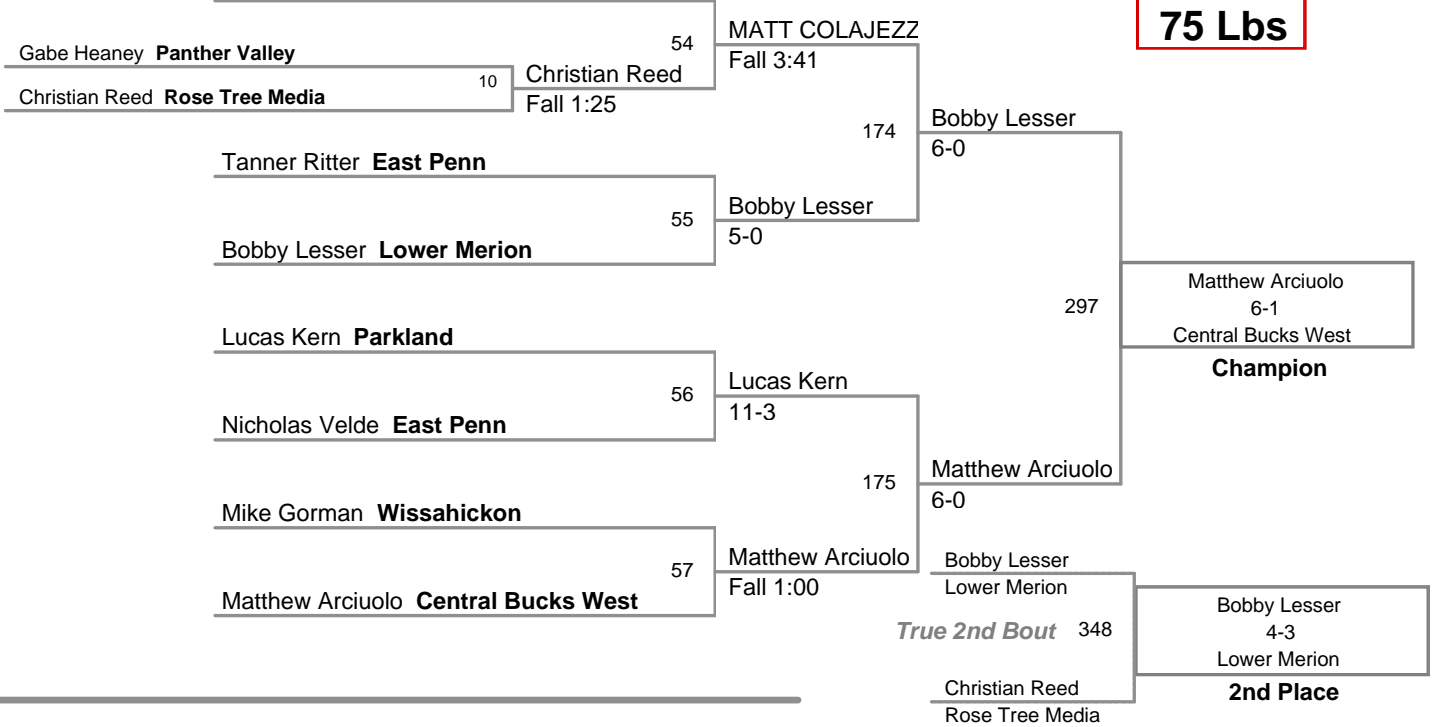 75 Lbs
MATT COLAJEZZ
54
Fall 3:41
Gabe Heaney Panther Valley
10
Christian Reed
Christian Reed Rose Tree Media
Fall 1:25
174
Bobby Lesser
6-0
Tanner Ritter East Penn
55
Bobby Lesser
5-0
Bobby Lesser Lower Merion
297
Matthew Arciuolo
6-1
Central Bucks West
Champion
Lucas Kern Parkland
56
Lucas Kern
11-3
Nicholas Velde East Penn
175
Matthew Arciuolo
6-0
Mike Gorman Wissahickon
57
Matthew Arciuolo
Fall 1:00
Matthew Arciuolo Central Bucks West
Bobby Lesser
Lower Merion
True 2nd Bout 348
Bobby Lesser
4-3
Lower Merion
2nd Place
Christian Reed
Rose Tree Media